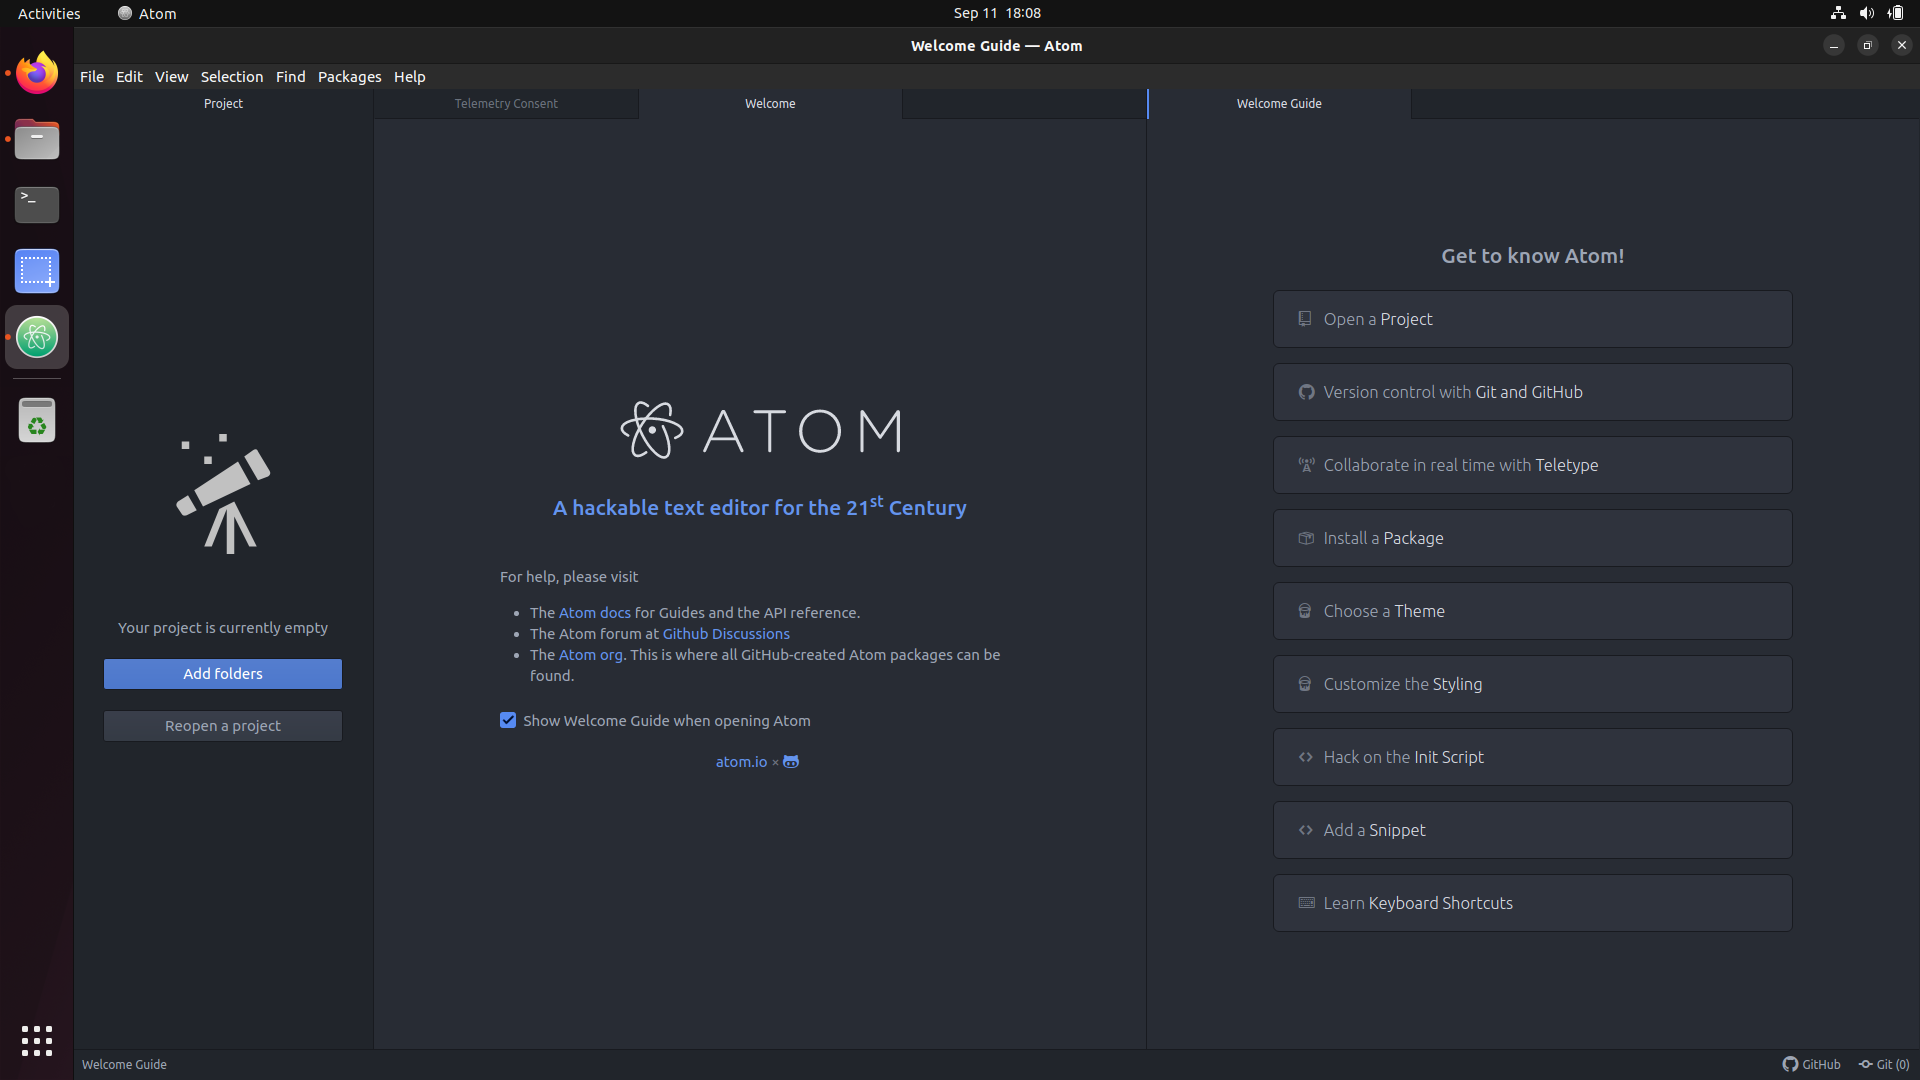 Activities
Atom
Sep 11 18:08
Welcome Guide — Atom
File Edit View Selection Find Packages Help
Project
Telemetry Consent
Welcome
Welcome Guide
Your project is currently empty
Add folders
Reopen a project
ATOM
A hackable text editor for the 21st Century
For help, please visit
• The Atom docs for Guides and the API reference.
• The Atom forum at Github Discussions
• The Atom org. This is where all GitHub-created Atom packages can be
found.
Show Welcome Guide when opening Atom
atom.io ×
Get to know Atom!
Open a Project
Version control with Git and GitHub
Collaborate in real time with Teletype
Install a Package
Choose a Theme
Customize the Styling
Hack on the Init Script
Add a Snippet
Learn Keyboard Shortcuts
Welcome Guide
GitHub
Git (0)